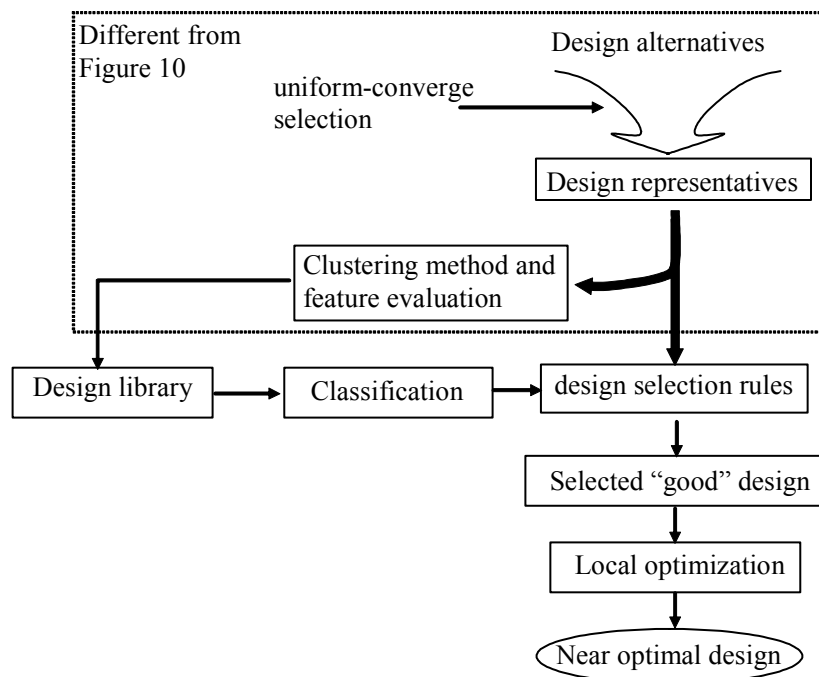 Different from
Figure 10
Design alternatives
uniform-converge
selection
Design representatives
Clustering method and
feature evaluation
Design library
Classification
design selection rules
Selected “good” design
Local optimization
Near optimal design